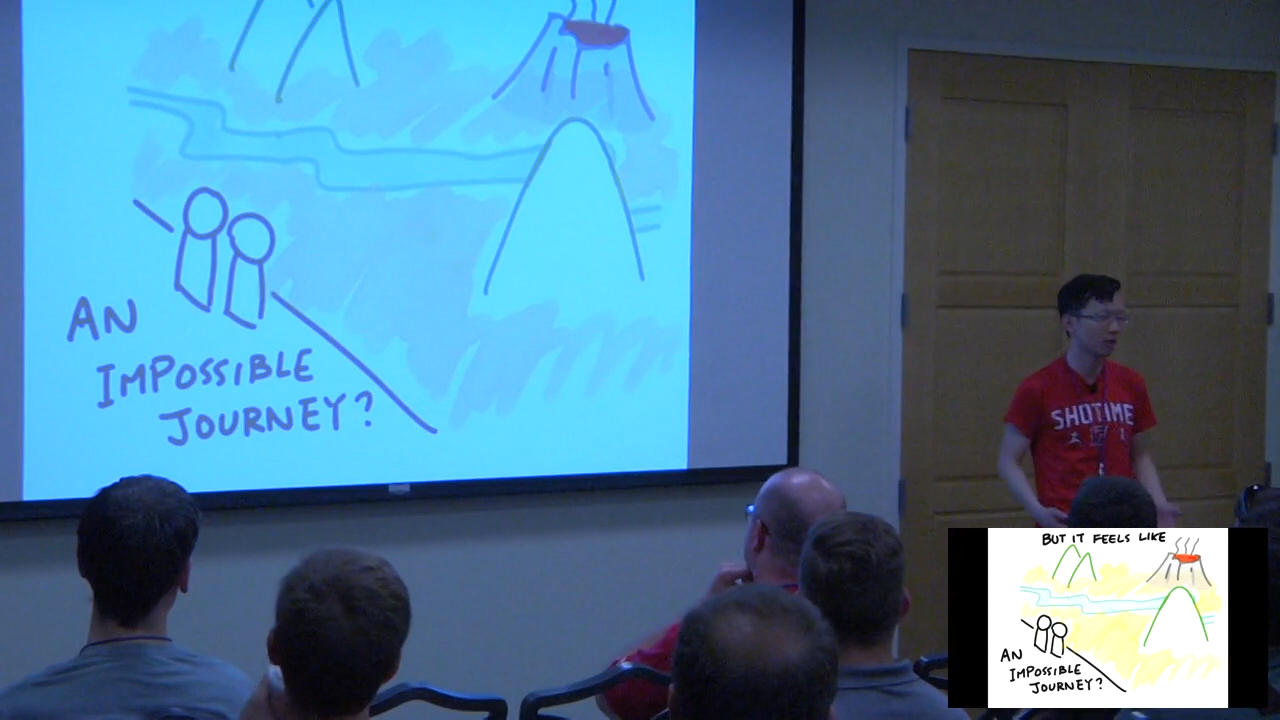 AN
IMPOSSIBLE
JOURNEY?
SHOTIME
BUT IT FEELS LIKE
AN
IMPOSSIBLE
JOURNEY?